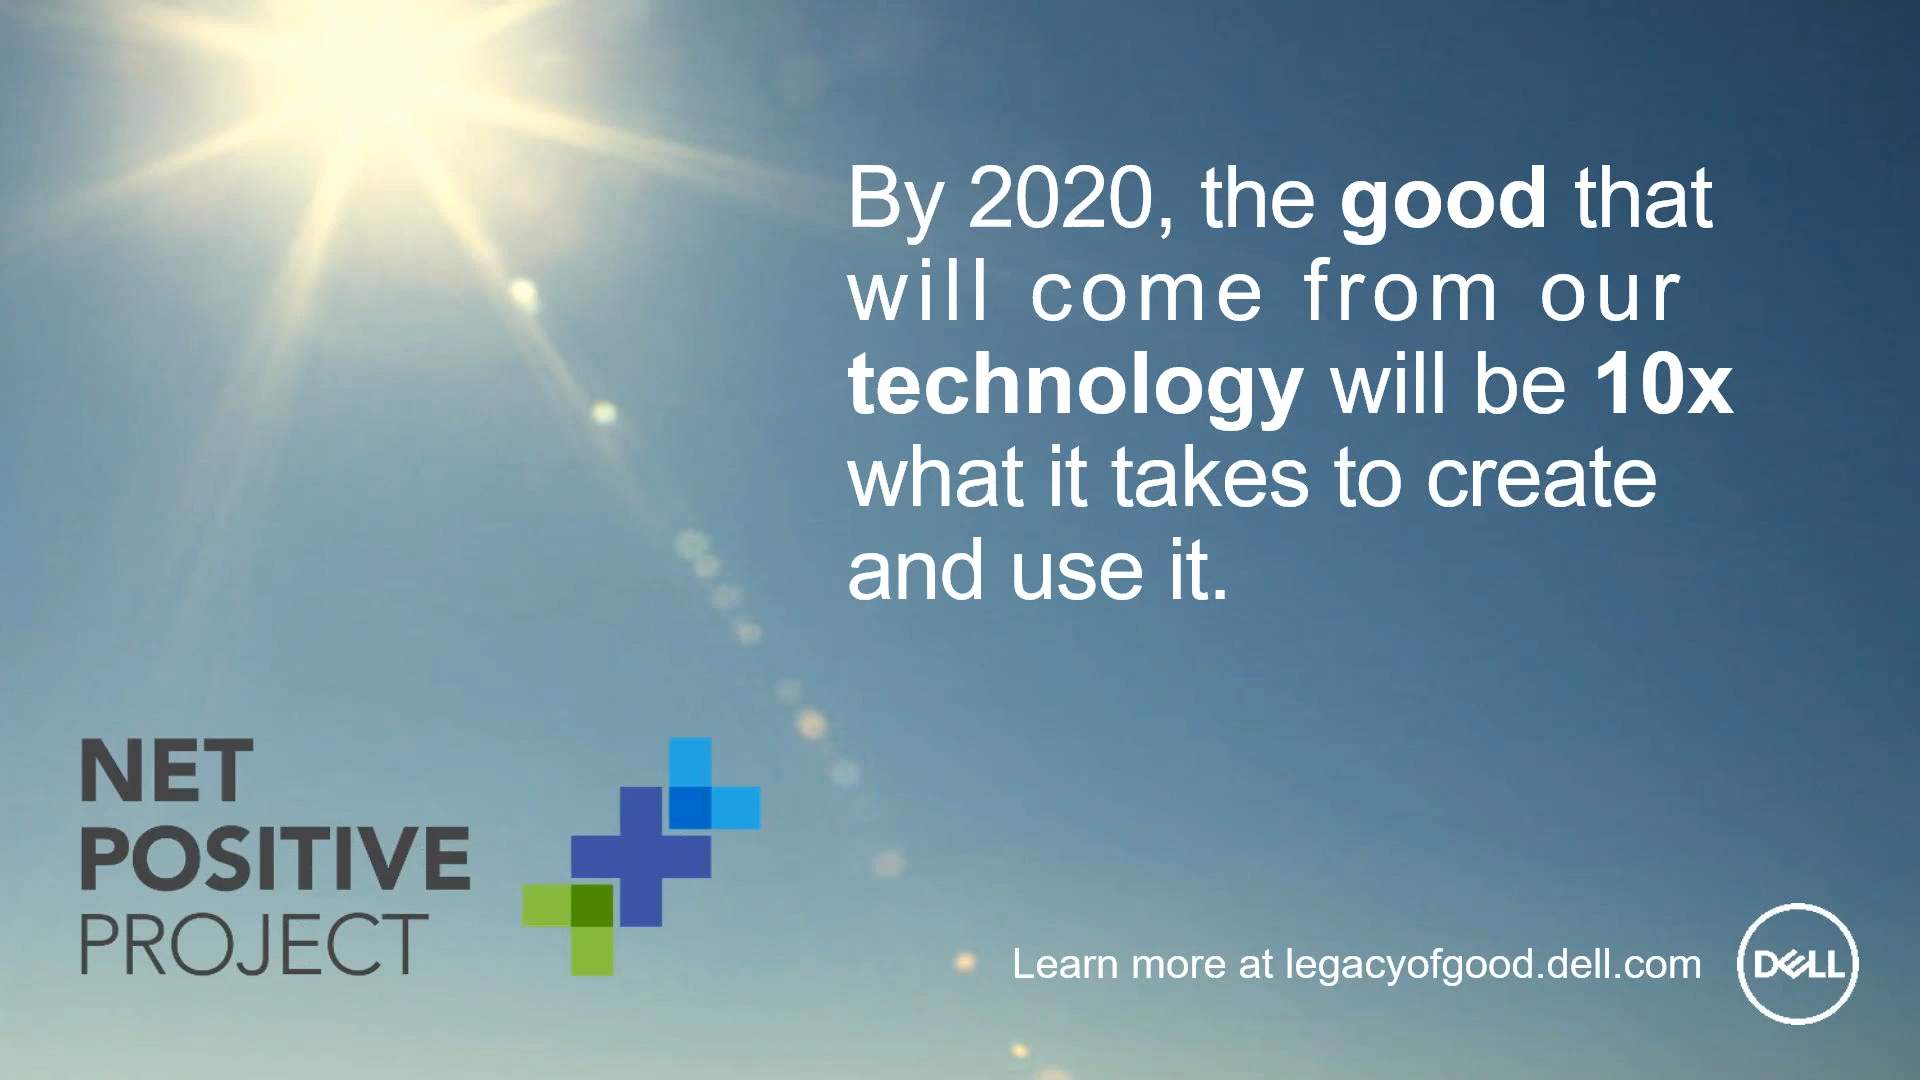 By 2020, the good that
will come from our
technology will be 10x
what it takes to create
and use it.
NET
POSITIVE
PROJECT
Learn more at legacyofgood.dell.com
DELL